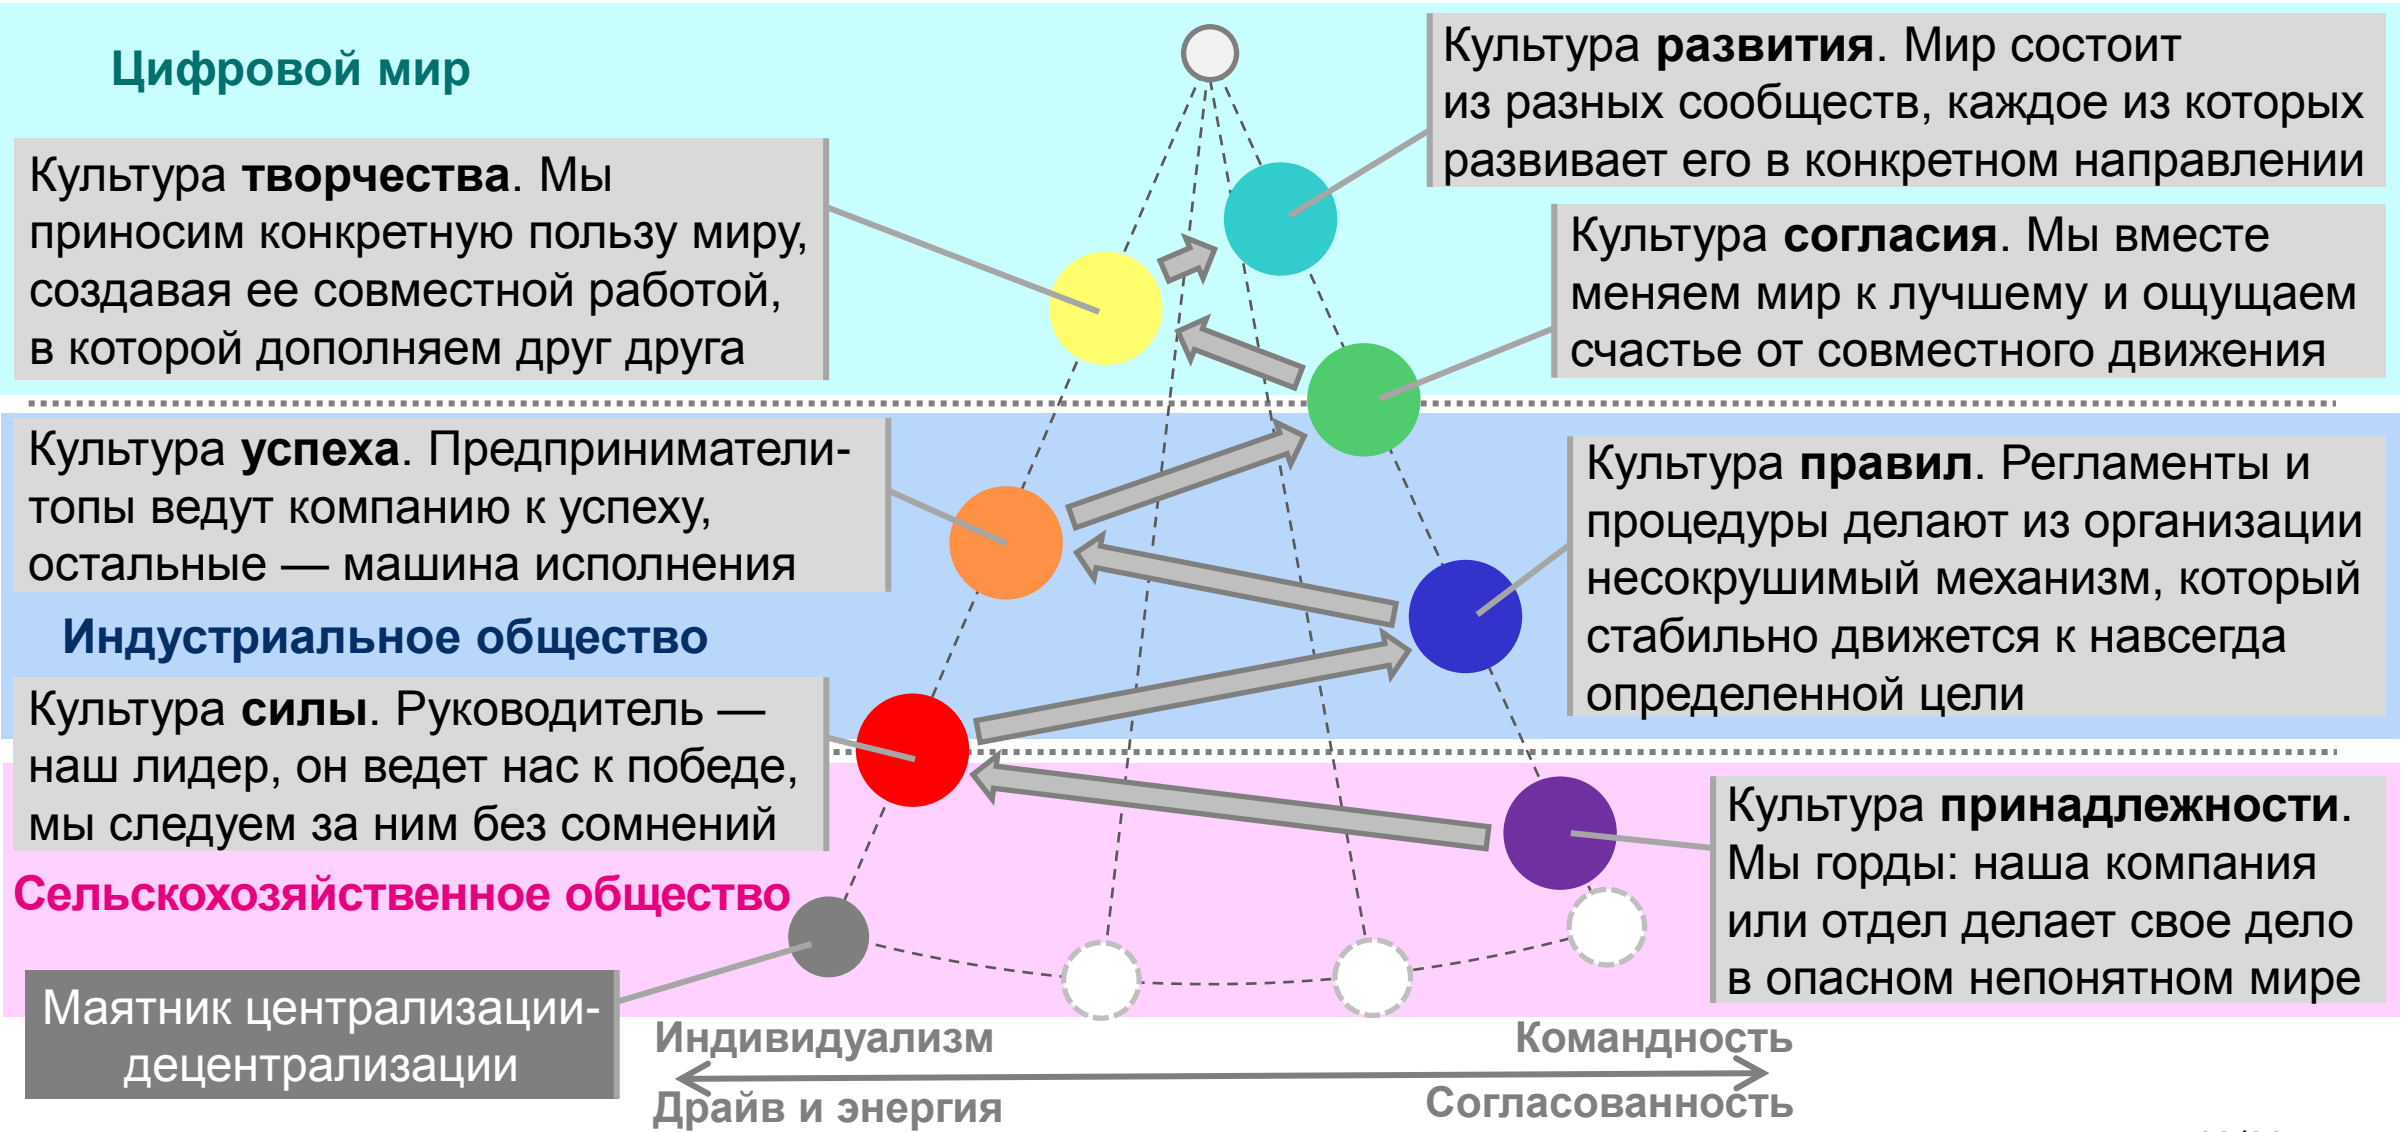 Цифровой мир
Культура развития. Мир состоит
из разных сообществ, каждое из которых
развивает его в конкретном направлении
Культура творчества. Мы
приносим конкретную пользу миру,
создавая ее совместной работой,
в которой дополняем друг друга
Культура согласия. Мы вместе
меняем мир к лучшему и ощущаем
счастье от совместного движения
Культура успеха. Предприниматели-
топы ведут компанию к успеху,
остальные — машина исполнения
Культура правил. Регламенты и
процедуры делают из организации
несокрушимый механизм, который
стабильно движется к навсегда
определенной цели
Индустриальное общество
Культура силы. Руководитель —
наш лидер, он ведет нас к победе,
мы следуем за ним без сомнений
Культура принадлежности.
Мы горды: наша компания
или отдел делает свое дело
в опасном непонятном мире
Сельскохозяйственное общество
Маятник централизации-
децентрализации
Индивидуализм
Командность
Драйв и энергия
Согласованность